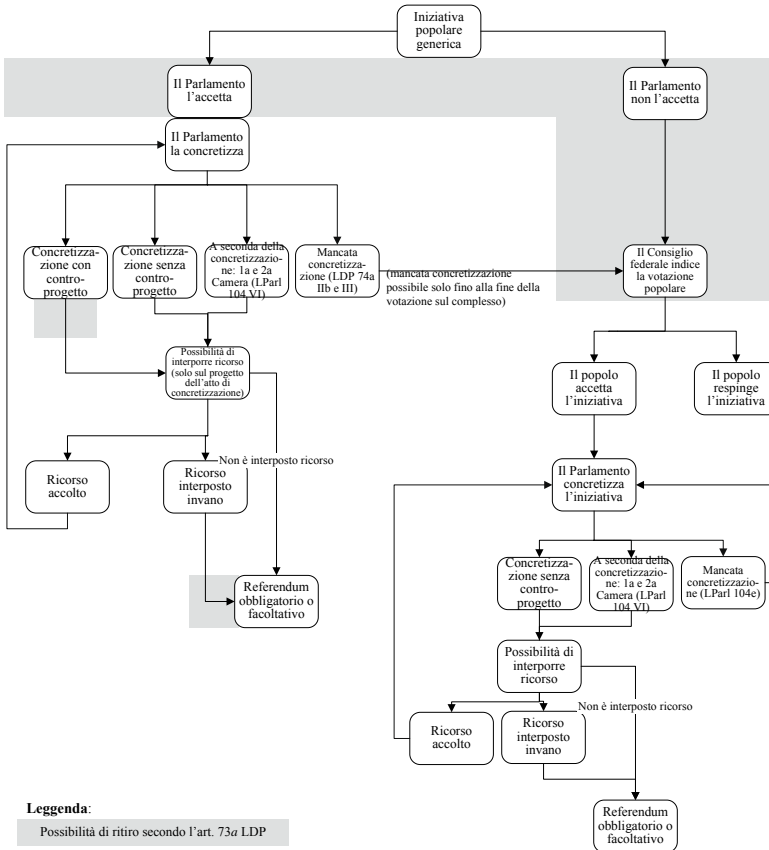 Iniziativa
popolare
generica
Il Parlamento
l'accetta
Il Parlamento
non l'accetta
Il Parlamento
la concretizza
Concretizza-
zione con
contro-
progetto
Concretizza-
zione senza
contro-
progetto
A seconda della
concretizzazio-
ne: 1a e 2a
Camera (LParl
104 VI)
Mancata
concretizza-
zione (LDP 74a
IIb e III)
(mancata concretizzazione
possibile solo fino alla fine della
votazione sul complesso)
Il Consiglio
federale indice
la votazione
popolare
Possibilità di
interporre ricorso
(solo sul progetto
dell'atto di
concretizzazione)
Il popolo
accetta
l'iniziativa
Il popolo
respinge
l'iniziativa
Non è interposto ricorso
Ricorso
accolto
Ricorso
interposto
invano
Il Parlamento
concretizza
l'iniziativa
Referendum
obbligatorio o
facoltativo
Concretizza-
zione senza
contro-
progetto
A seconda della
concretizzazio-
ne: 1a e 2a
Camera (LParl
104 VI)
Mancata
concretizzazio-
ne (LParl 104e)
Possibilità di
interporre
ricorso
Non è interposto ricorso
Ricorso
accolto
Ricorso
interposto
invano
Referendum
obbligatorio o
facoltativo
Leggenda:
Possibilità di ritiro secondo l'art. 73a LDP